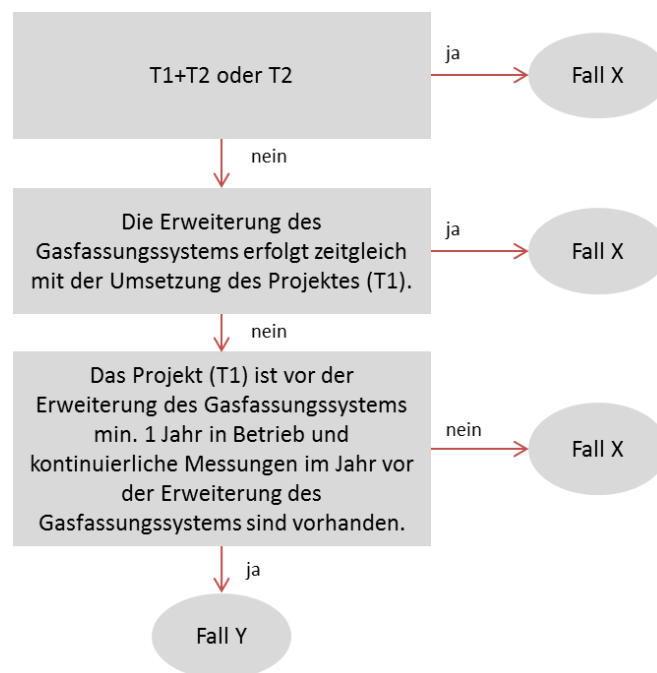 T1+T2 oder T2
ja
Fall X
nein
Die Erweiterung des
Gasfassungssystems erfolgt zeitgleich
mit der Umsetzung des Projektes (T1).
ja
Fall X
nein
Das Projekt (T1) ist vor der
Erweiterung des Gasfassungssystems
min. 1 Jahr in Betrieb und
kontinuierliche Messungen im Jahr vor
der Erweiterung des
Gasfassungssystems sind vorhanden.
nein
Fall X
ja
Fall Y